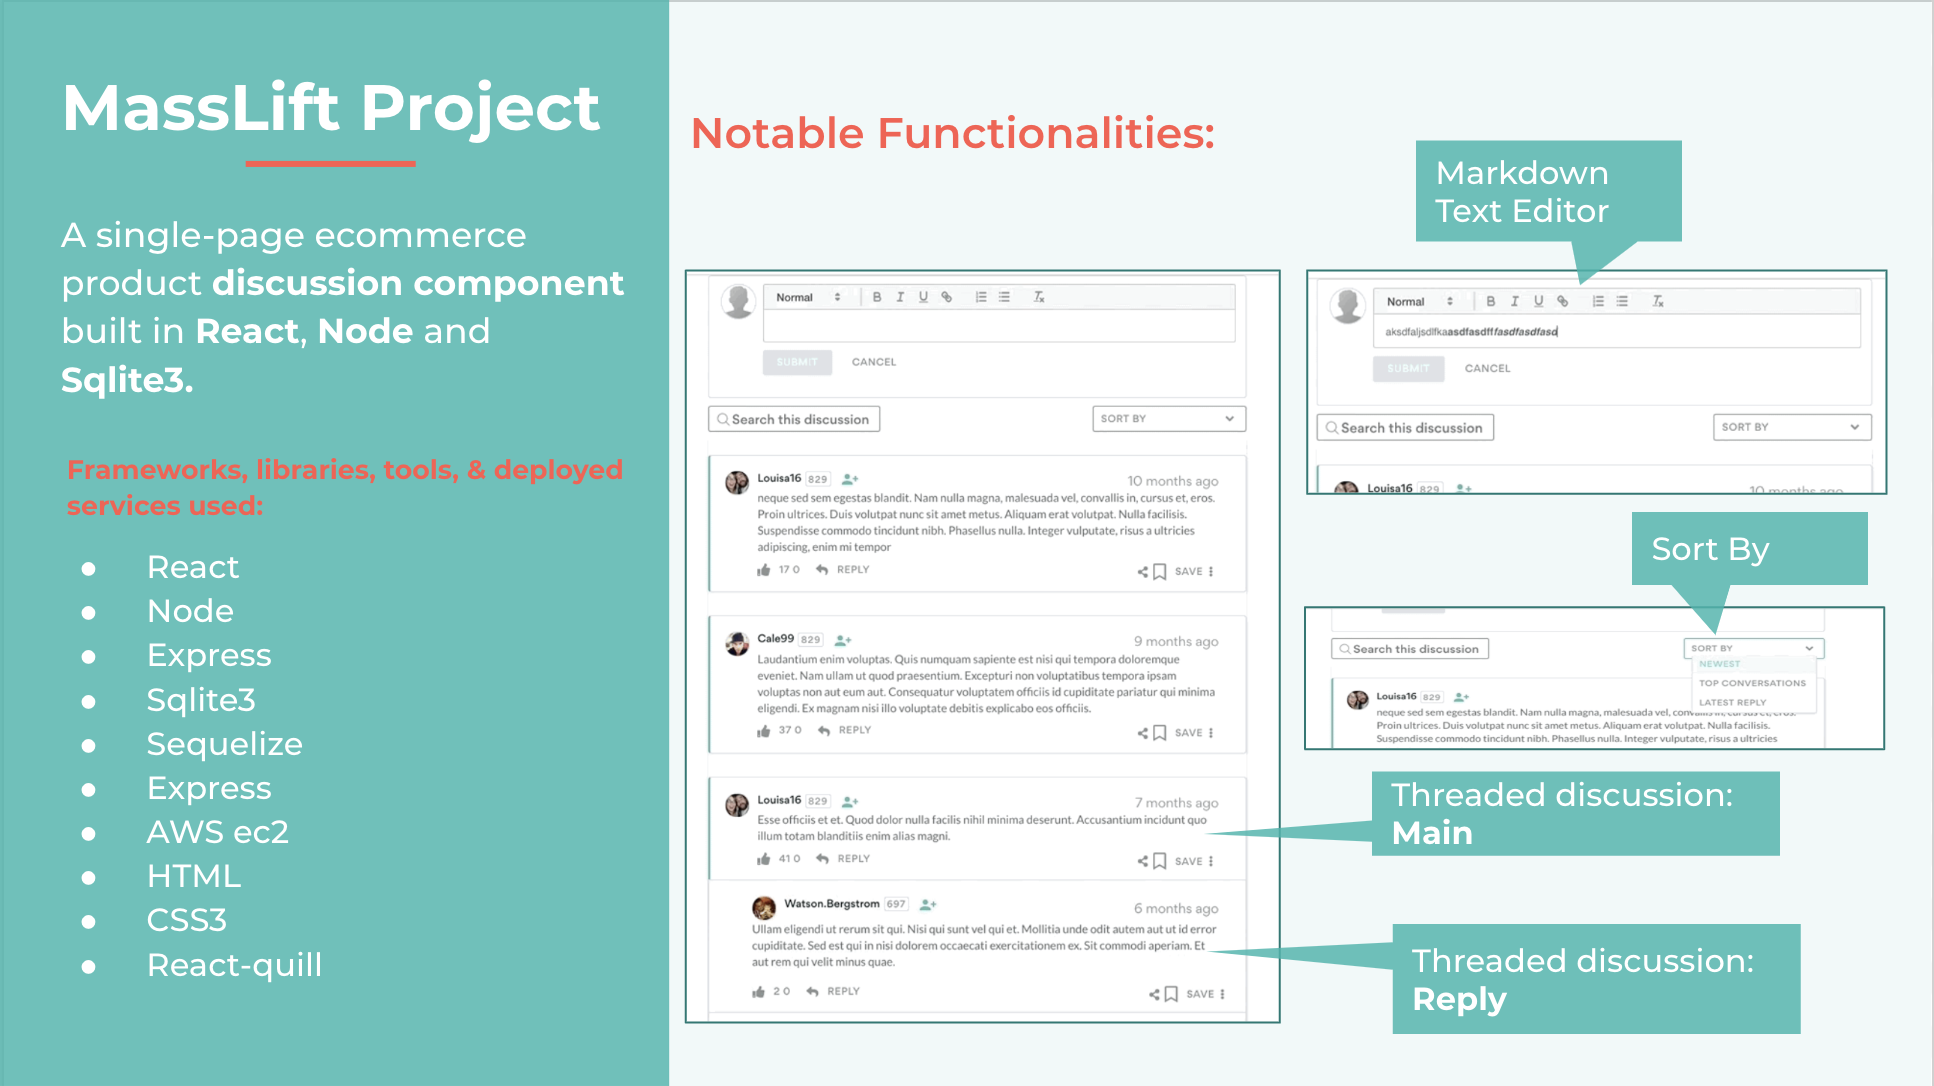 MassLift Project
A single-page ecommerce
product discussion component
built in React, Node and
Sqlite3.
Frameworks, libraries, tools, & deployed
services used:
● React
● Node
● Express
● Sqlite3
● Sequelize
● Express
● AWS ec2
● HTML
● CSS3
● React-quill
Notable Functionalities:
Normal B I U Tx
SUBMIT CANCEL
Search this discussion SORT BY
Louisa16 829 10 months ago
neque sed sem egestas blandit. Nam nulla magna, malesuada vel, convallis in, cursus et, eros.
Proin ultrices. Duis volutpat nunc sit amet metus. Aliquam erat volutpat. Nulla facilisis.
Suspendisse commodo tincidunt nibh. Phasellus nulla. Integer vulputate, risus a ultricies
adipiscing, enim mi tempor
17 0 REPLY SAVE
Cale99 829 9 months ago
Laudantium enim voluptas. Quis numquam sapiente est nisi qui tempora doloremque
eveniet. Nam ullam ut quod praesentium. Excepturi non voluptatibus tempora ipsam
voluptas non aut eum aut. Consequatur voluptatem officiis id cupiditate pariatur qui minima
eligendi. Ex magnam nisi illo voluptate debitis explicabo eos officiis.
37 0 REPLY SAVE
Louisa16 829 7 months ago
Esse officiis et et. Quod dolor nulla facilis nihil minima deserunt. Accusantium incidunt quo
illum totam blanditiis enim alias magni.
41 0 REPLY SAVE
Watson.Bergstrom 697 6 months ago
Ullam eligendi ut rerum sit qui. Nisi qui sunt vel qui et. Mollitia unde odit autem aut ut id error
cupiditate. Sed est qui in nisi dolorem occaecati exercitationem ex. Sit commodi aperiam. Et
aut rem qui velit minus quae.
2 0 REPLY SAVE
Markdown
Text Editor
Normal B I U Tx
aksdfaljsdlfkaasdfasdfffasdfasdfasd
SUBMIT CANCEL
Search this discussion SORT BY
Louisa16 829 10 months ago
Sort By
Search this discussion SORT BY
NEWEST
TOP CONVERSATIONS
LATEST REPLY
Louisa16 829
neque sed sem egestas blandit. Nam nulla magna, malesuada vel,
Proin ultrices. Duis volutpat nunc sit amet metus. Aliquam erat volutpat. Nulla facilisis.
Suspendisse commodo tincidunt nibh. Phasellus nulla. Integer vulputate, risus a ultricies
Threaded discussion:
Main
Threaded discussion:
Reply